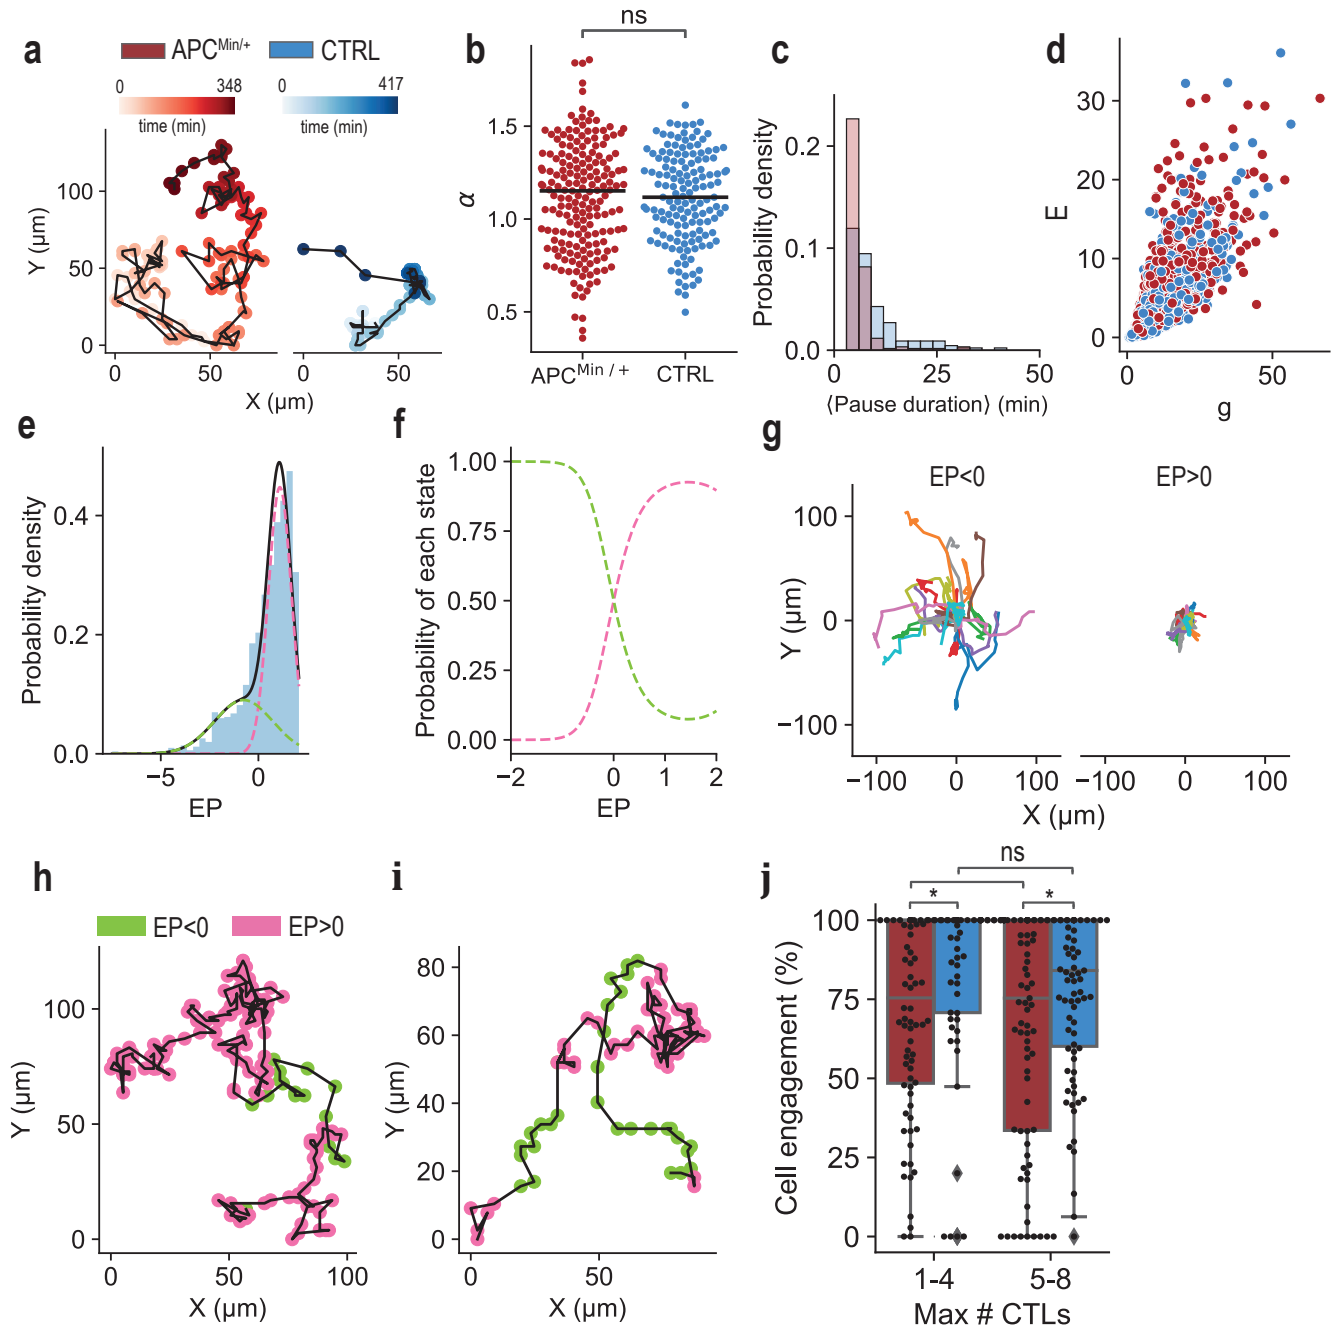 a
APC^Min/+
CTRL
0
348
time (min)
0
417
time (min)
Y (μm)
100
50
0
0
50
0
50
X (μm)
b
ns
α
1.5
1.0
0.5
APC^Min / +
CTRL
c
Probability density
0.2
0.1
0.0
0
25
50
⟨Pause duration⟩ (min)
d
E
30
20
10
0
0
50
g
e
Probability density
0.4
0.2
0.0
−5
0
EP
f
Probability of each state
1.00
0.75
0.50
0.25
0.00
−2
0
2
EP
g
EP<0
EP>0
Y (μm)
100
0
−100
−100
0
100
−100
0
100
X (μm)
h
EP<0
EP>0
Y (μm)
100
50
0
0
50
100
X (μm)
i
Y (μm)
80
60
40
20
0
0
50
X (μm)
j
ns
*
*
Cell engagement (%)
100
75
50
25
0
1-4
5-8
Max # CTLs